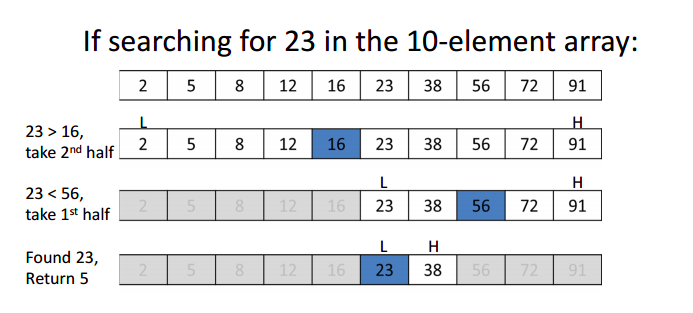 If searching for 23 in the 10-element array:
2 5 8 12 16 23 38 56 72 91
L H
23 > 16,
take 2nd half
2 5 8 12 16 23 38 56 72 91
L H
23 < 56,
take 1st half
2 5 8 12 16 23 38 56 72 91
L H
Found 23,
Return 5
2 5 8 12 16 23 38 56 72 91